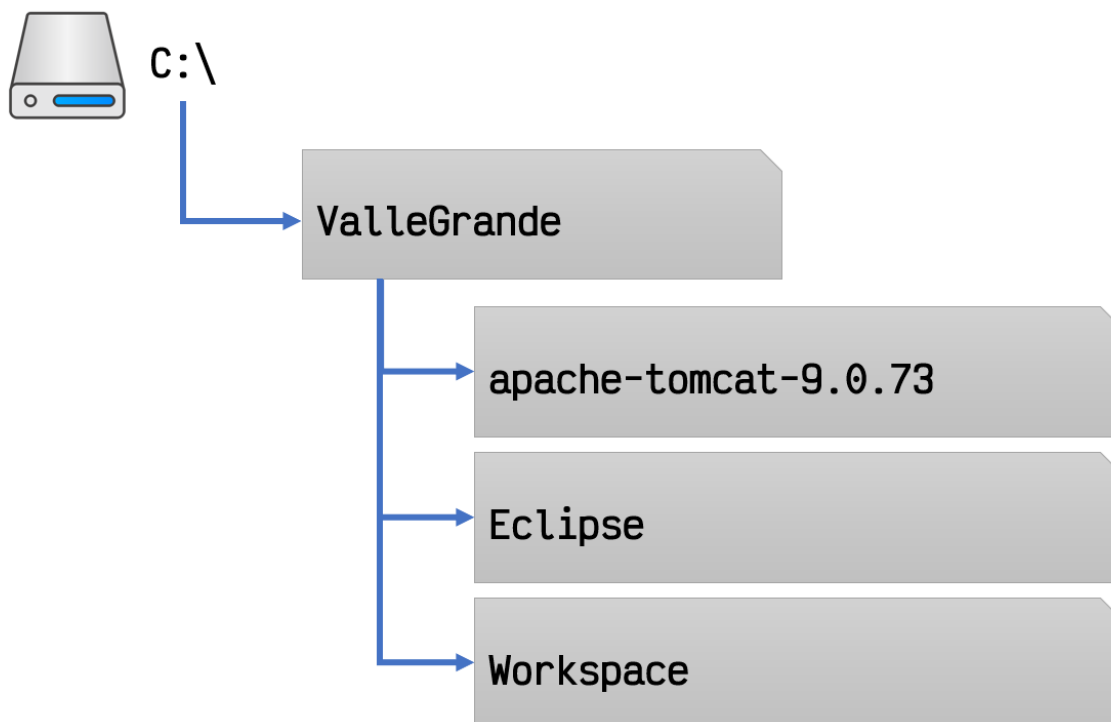 C:\
ValleGrande
apache-tomcat-9.0.73
Eclipse
Workspace